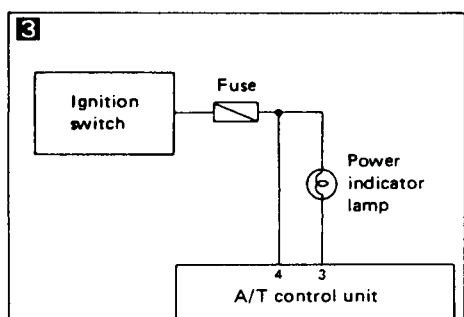 3
Fuse
Ignition
switch
Power
indicator
lamp
4 3
A/T control unit